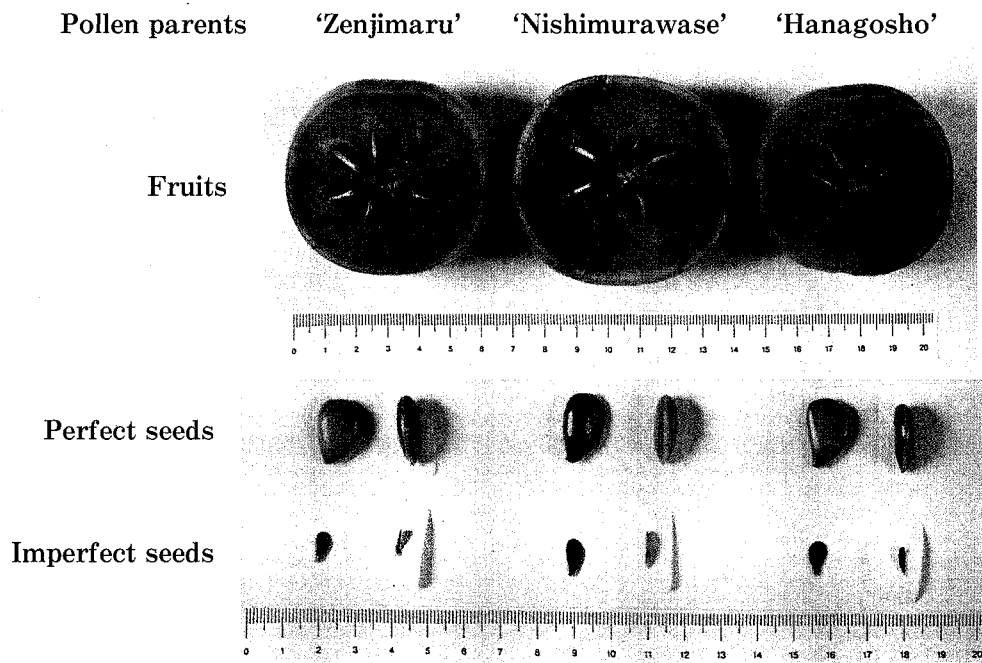 Pollen parents ‘Zenjimaru’ ‘Nishimurawase’ ‘Hanagosho’
Fruits
0 1 2 3 4 5 6 7 8 9 10 11 12 13 14 15 16 17 18 19 20
Perfect seeds
Imperfect seeds
0 1 2 3 4 5 6 7 8 9 10 11 12 13 14 15 16 17 18 19 20